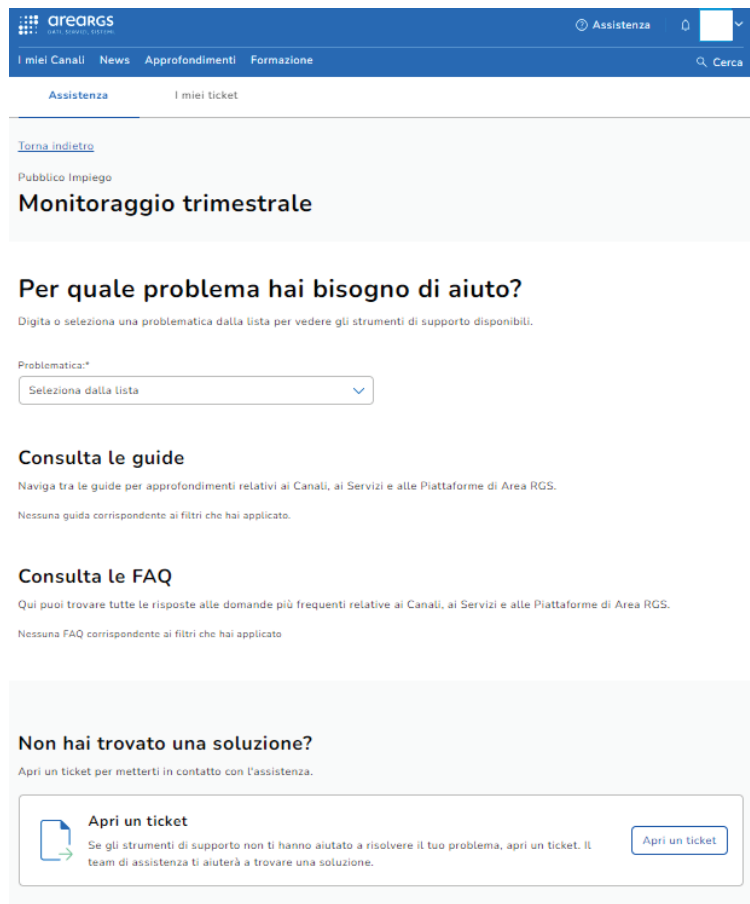 areaRGS
DATI, SERVIZI, SISTEMI.
Assistenza
I miei Canali News Approfondimenti Formazione
Cerca
Assistenza I miei ticket
Torna indietro
Pubblico Impiego
Monitoraggio trimestrale
Per quale problema hai bisogno di aiuto?
Digita o seleziona una problematica dalla lista per vedere gli strumenti di supporto disponibili.
Problematica:*
Seleziona dalla lista
Consulta le guide
Naviga tra le guide per approfondimenti relativi ai Canali, ai Servizi e alle Piattaforme di Area RGS.
Nessuna guida corrispondente ai filtri che hai applicato.
Consulta le FAQ
Qui puoi trovare tutte le risposte alle domande più frequenti relative ai Canali, ai Servizi e alle Piattaforme di Area RGS.
Nessuna FAQ corrispondente ai filtri che hai applicato
Non hai trovato una soluzione?
Apri un ticket per metterti in contatto con l'assistenza.
Apri un ticket
Se gli strumenti di supporto non ti hanno aiutato a risolvere il tuo problema, apri un ticket. Il
team di assistenza ti aiuterà a trovare una soluzione.
Apri un ticket